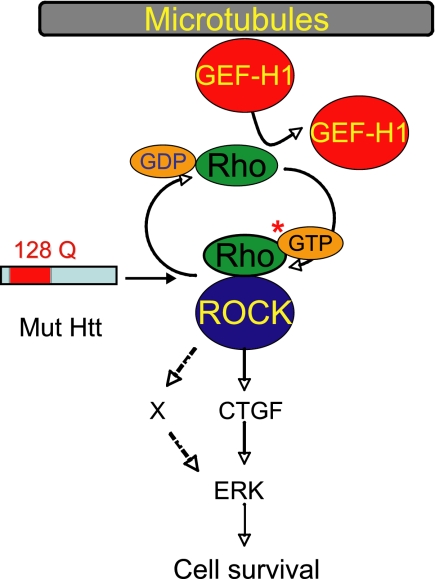 Microtubules
GEF-H1
GEF-H1
GDP
Rho
*
Rho
GTP
128 Q
ROCK
Mut Htt
X
CTGF
ERK
Cell survival